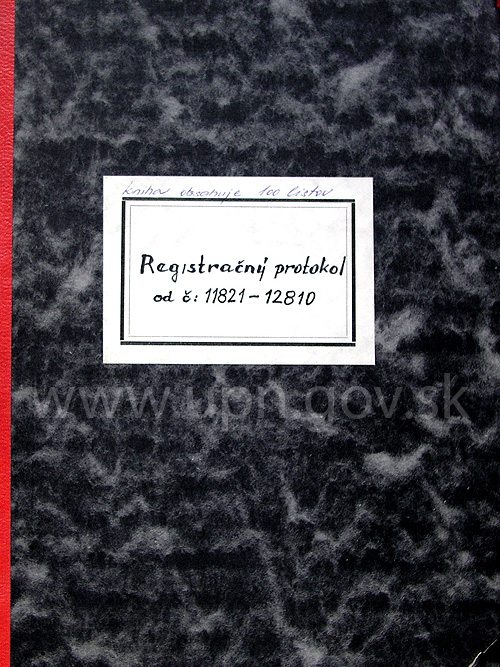 kniha obsahuje 100 listov
Registračný protokol
od č: 11821 - 12810
www.upn.gov.sk